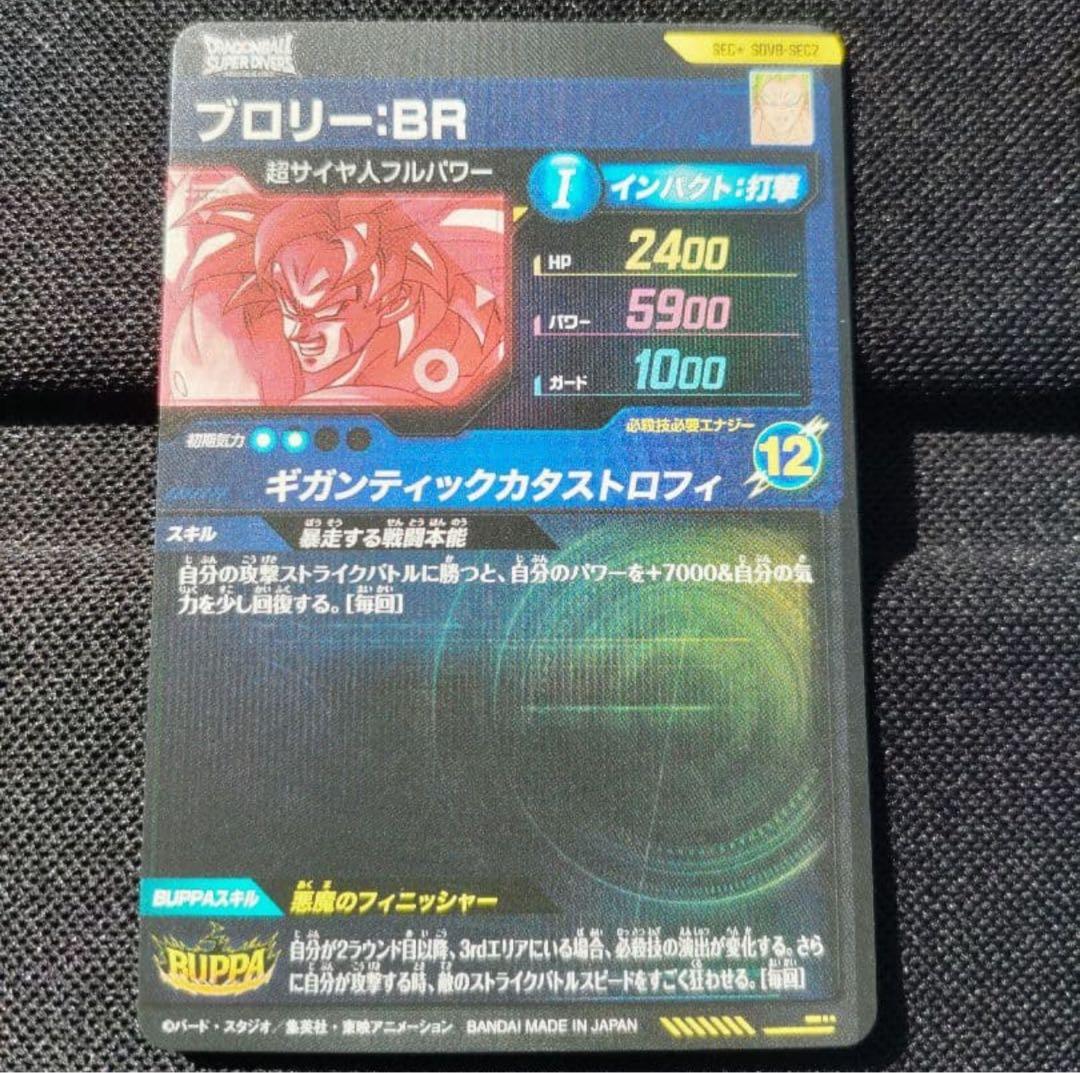 DRAGONBALL
SUPER DIVERS
SEC★ SDV8-SEC2
ブロリー:BR
超サイヤ人フルパワー
I インパクト:打撃
HP 2400
パワー 5900
ガード 1000
初期気力
必殺技必要エナジー
12
ギガンティックカタストロフィ
スキル 暴走する戦闘本能
自分の攻撃ストライクバトルに勝つと、自分のパワーを+7000&自分の気
力を少し回復する。[毎回]
BUPPAスキル 悪魔のフィニッシャー
BUPPA
自分が2ラウンド目以降、3rdエリアにいる場合、必殺技の演出が変化する。さら
に自分が攻撃する時、敵のストライクバトルスピードをすごく狂わせる。[毎回]
©バード・スタジオ/集英社・東映アニメーション BANDAI MADE IN JAPAN